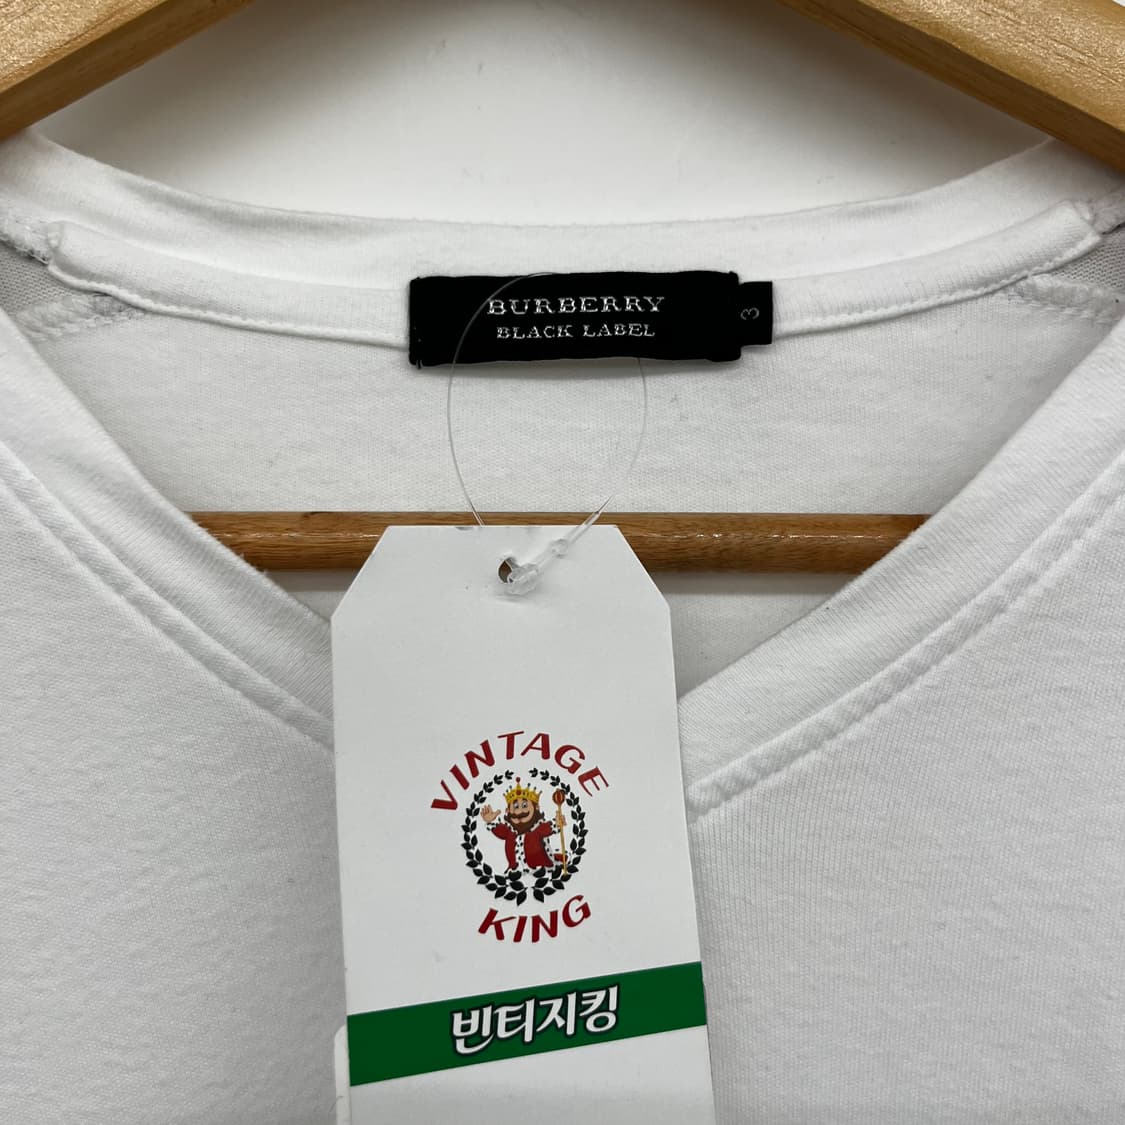 BURBERRY
BLACK LABEL
3
VINTAGE
KING
빈티지킹